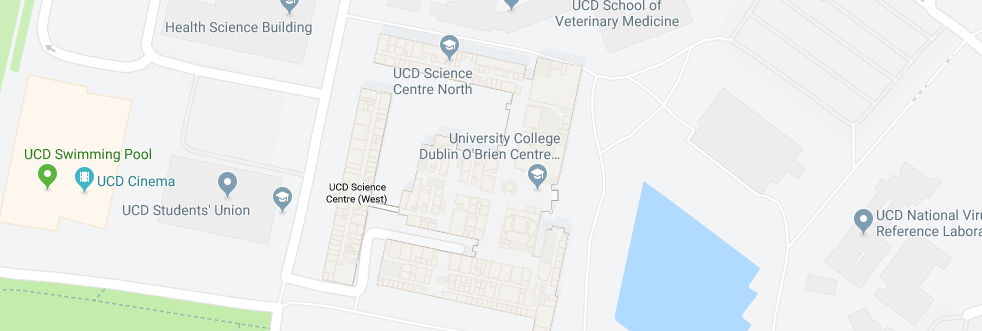 UCD School of
Veterinary Medicine
Health Science Building
UCD Science
Centre North
University College
Dublin O'Brien Centre...
UCD Swimming Pool
UCD Cinema
UCD Science
Centre (West)
UCD Students' Union
UCD National Viru
Reference Labora